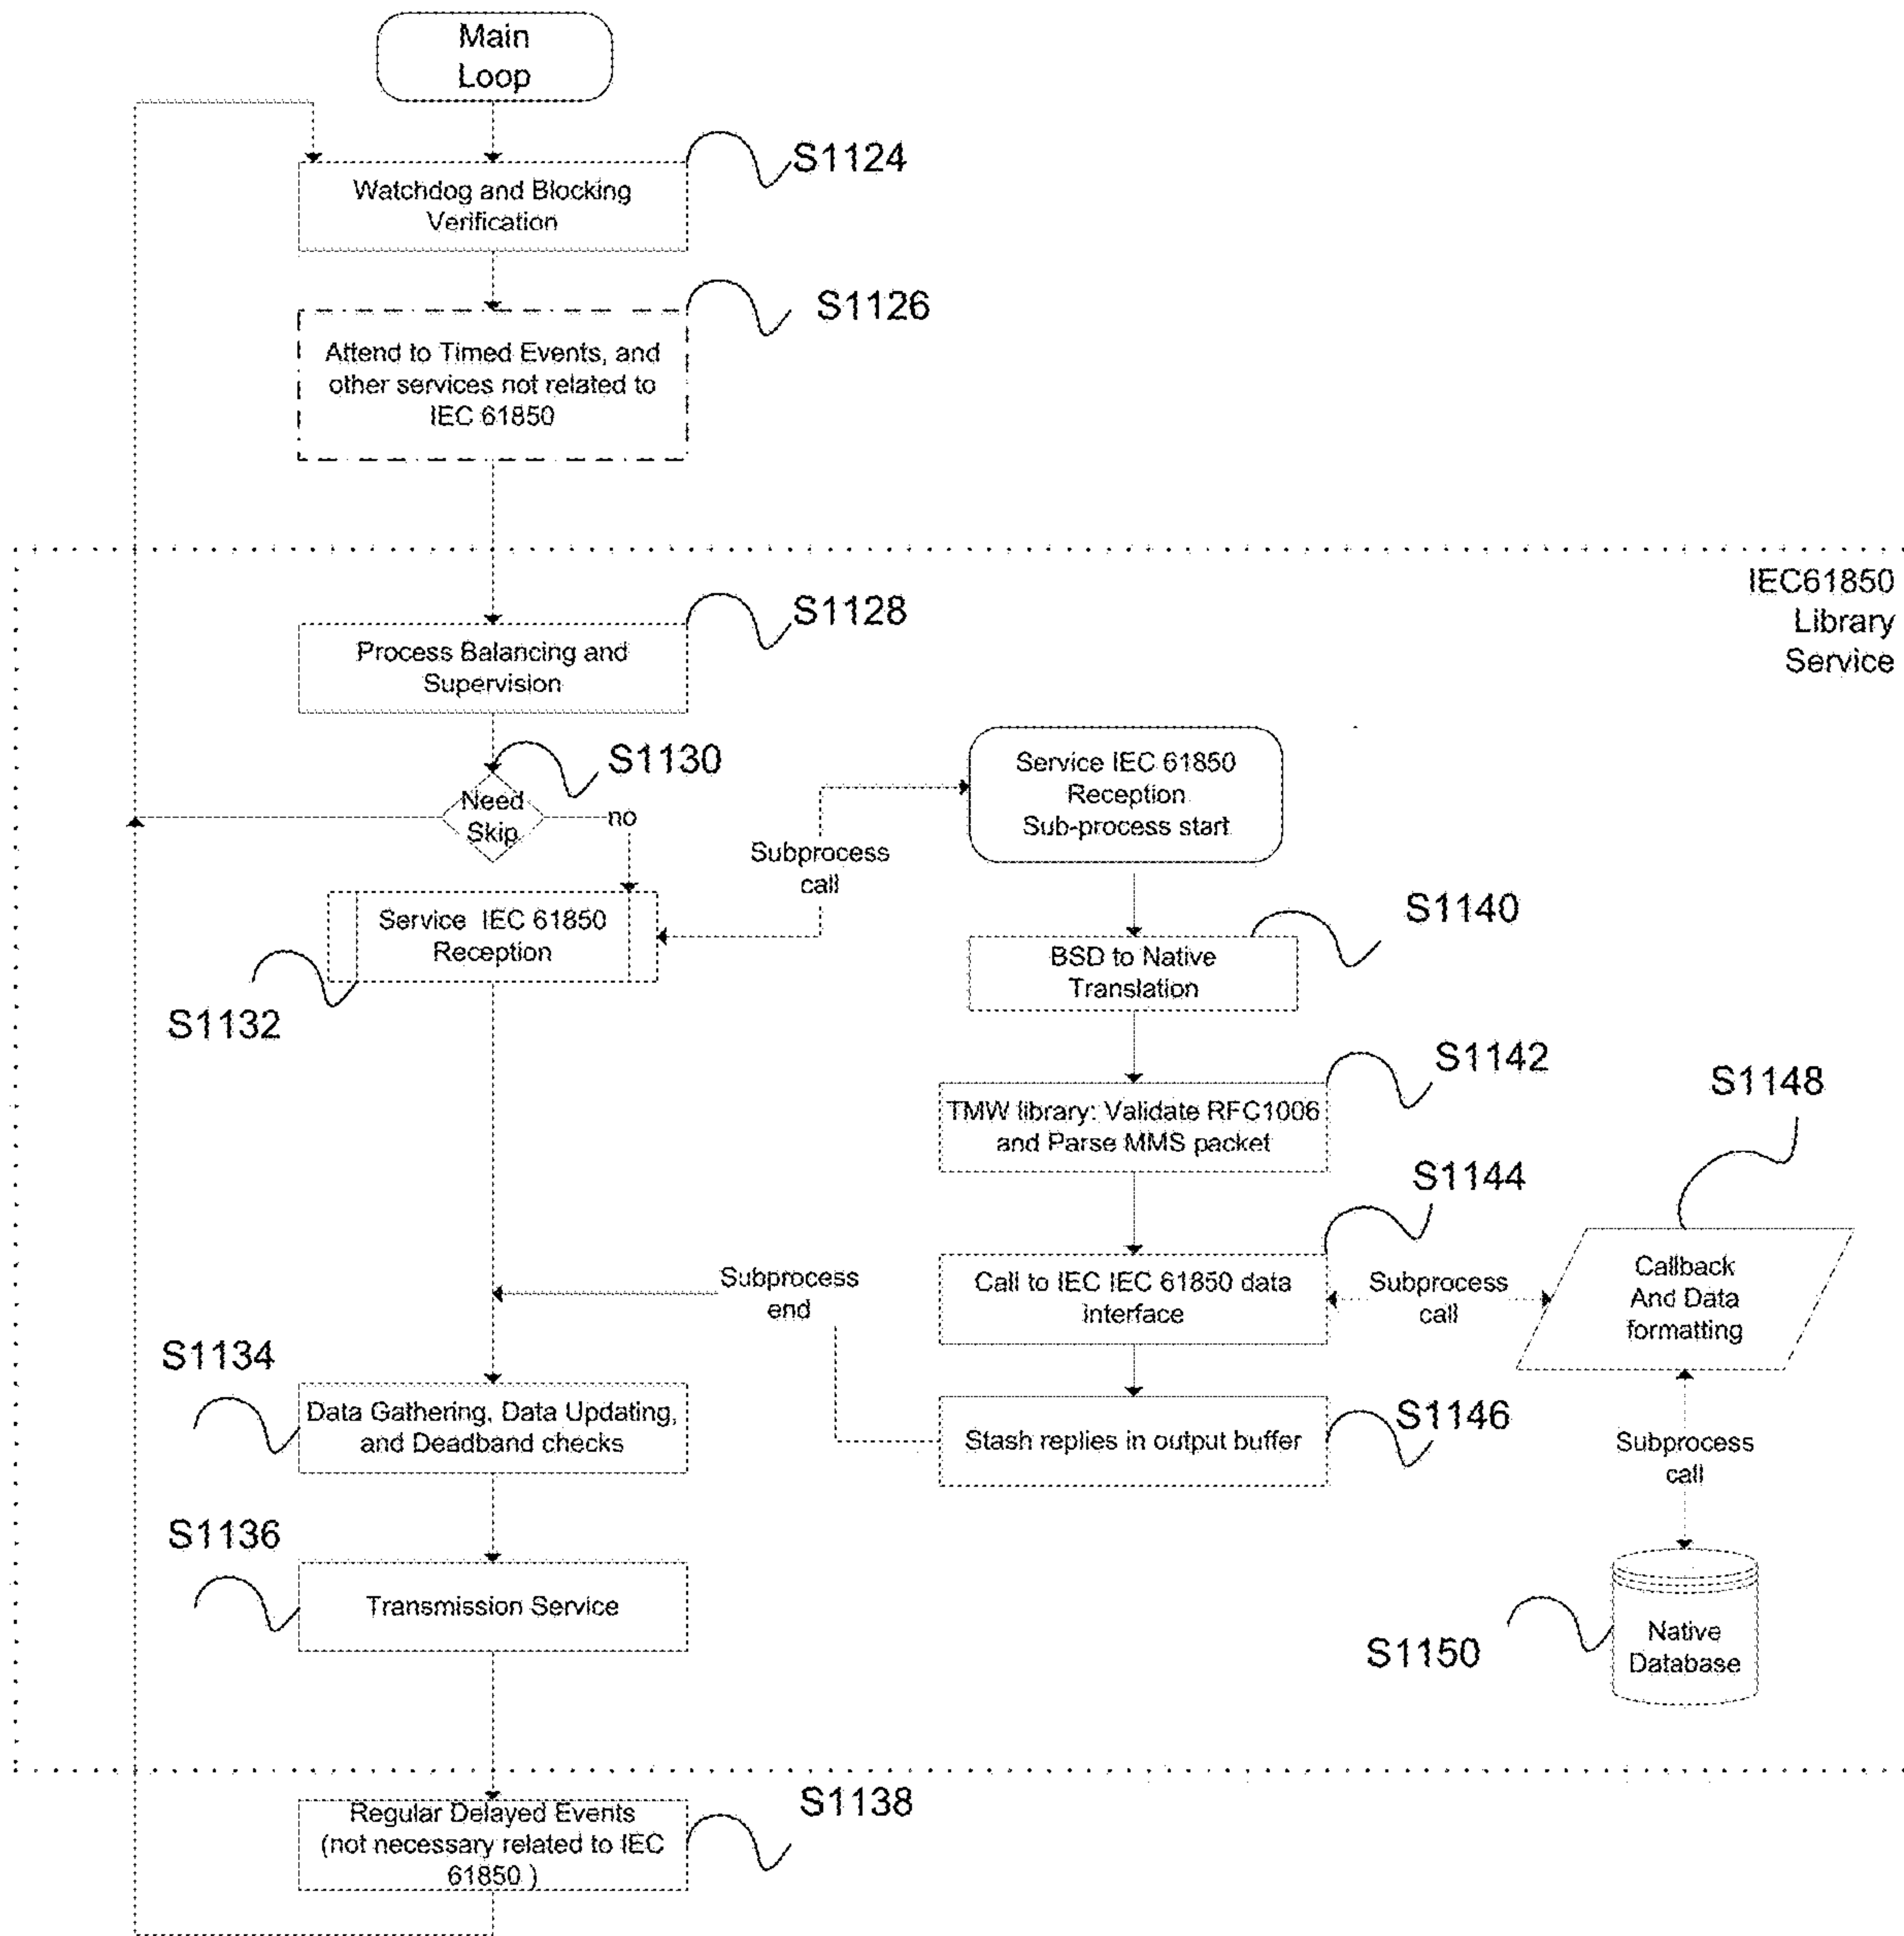 Main
Loop
S1124
Watchdog and Blocking
Verification
S1126
Attend to Timed Events, and
other services not related to
IEC 61850
IEC61850
Library
Service
S1128
Process Balancing and
Supervision
S1130
Need
Skip
no
Service IEC 61850
Reception
Sub-process start
Subprocess
call
Service IEC 61850
Reception
S1132
S1140
BSD to Native
Translation
S1142
TMW library: Validate RFC1006
and Parse MMS packet
S1148
S1144
Call to IEC IEC 61850 data
interface
Subprocess
call
Callback
And Data
formatting
Subprocess
end
S1134
Data Gathering, Data Updating,
and Deadband checks
S1146
Stash replies in output buffer
Subprocess
call
S1136
Transmission Service
S1150
Native
Database
S1138
Regular Delayed Events
(not necessary related to IEC
61850 )